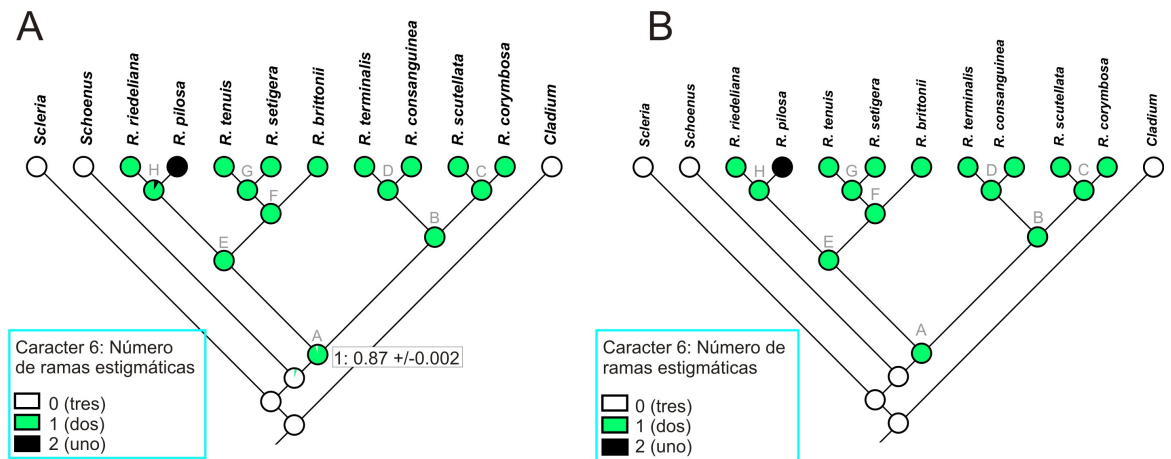 A
Scleria
Schoenus
R. riedeliana
R. pilosa
R. tenuis
R. setigera
R. brittonii
R. terminalis
R. consanguinea
R. scutellata
R. corymbosa
Cladium
H
G
F
E
D
C
B
A
1: 0.87 +/-0.002
Caracter 6: Número
de ramas estigmáticas
0 (tres)
1 (dos)
2 (uno)
B
Scleria
Schoenus
R. riedeliana
R. pilosa
R. tenuis
R. setigera
R. brittonii
R. terminalis
R. consanguinea
R. scutellata
R. corymbosa
Cladium
H
G
F
E
D
C
B
A
Caracter 6: Número de
ramas estigmáticas
0 (tres)
1 (dos)
2 (uno)